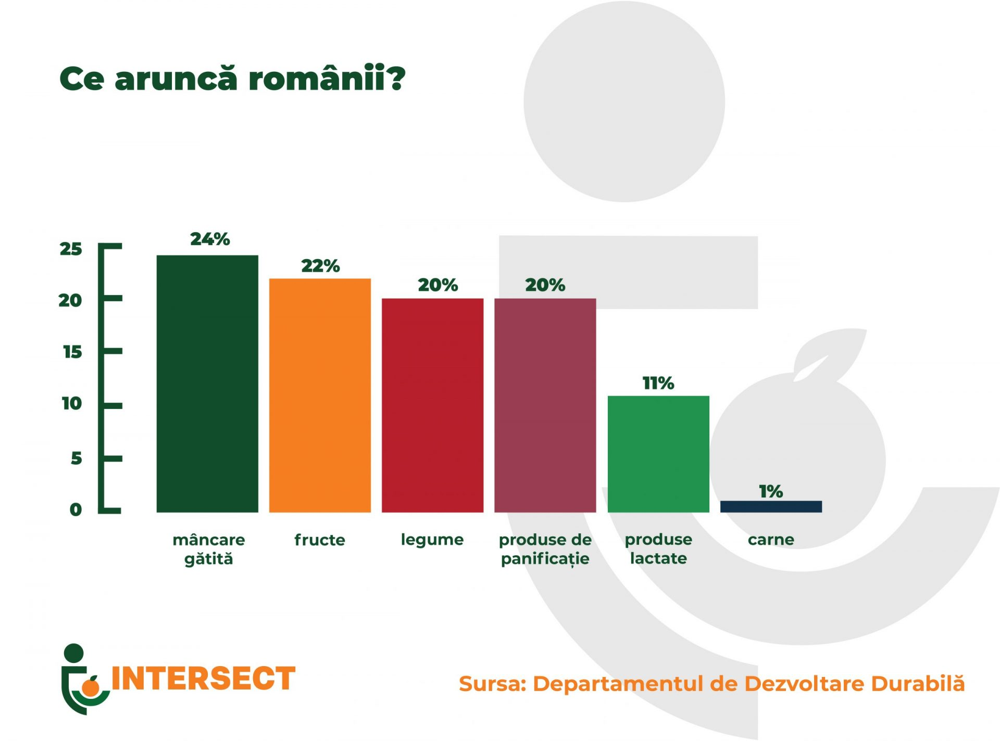 Ce aruncă românii?
25
20
15
10
5
0
24%
22%
20%
20%
11%
1%
mâncare
gătită
fructe
legume
produse de
panificație
produse
lactate
carne
INTERSECT
Sursa: Departamentul de Dezvoltare Durabilă